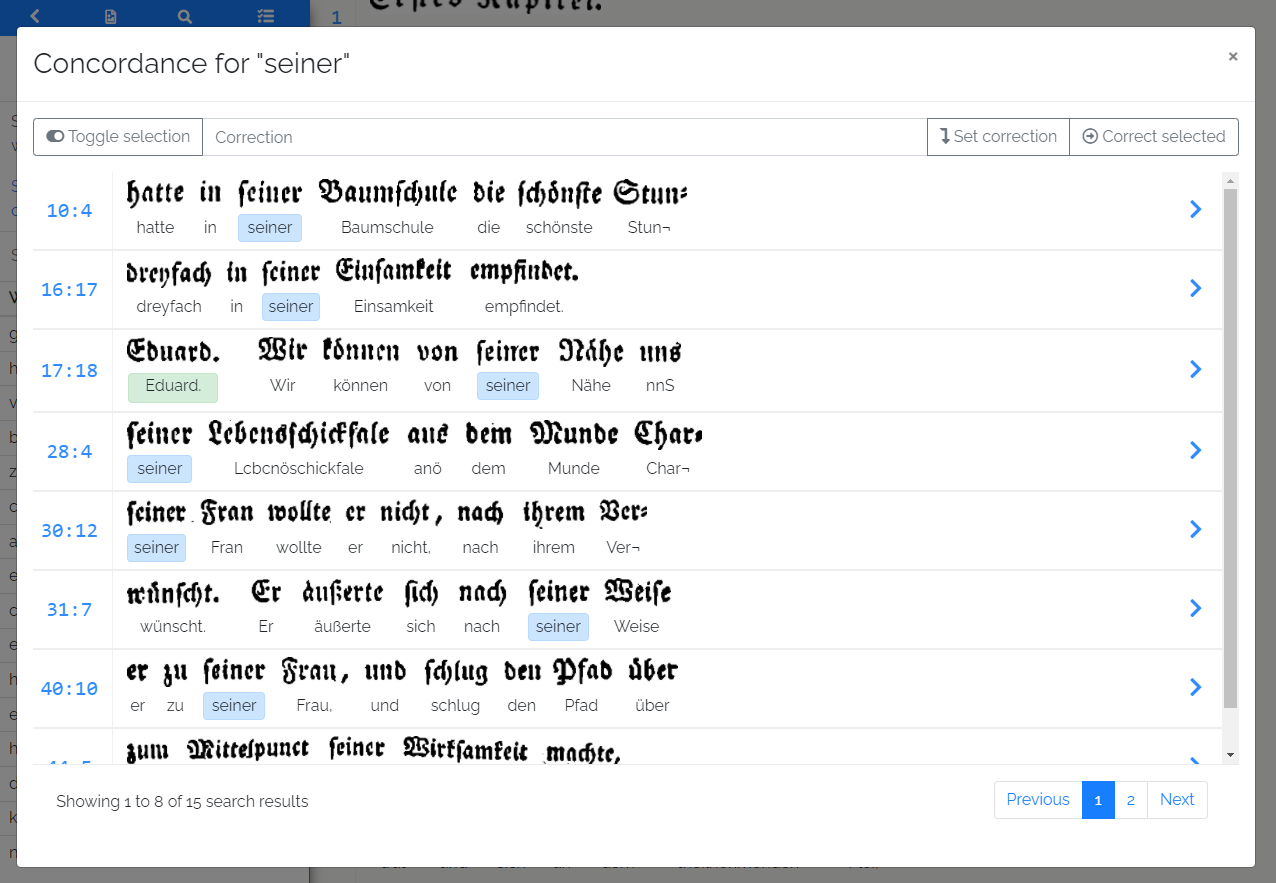 1
Erstes Kapitel.
Concordance for "seiner"
×
Toggle selection
Correction
Set correction
Correct selected
10:4
hatte in ſeiner Baumſchule die ſchönſte Stun⸗
hatte in seiner Baumschule die schönste Stun¬
16:17
dreyfach in ſeiner Einſamkeit empfindet.
dreyfach in seiner Einsamkeit empfindet.
17:18
Eduard. Wir können von ſeiner Nähe uns
Eduard. Wir können von seiner Nähe nnS
28:4
ſeiner Lebensſchickſale aus dem Munde Char⸗
seiner Lcbcnöschickfale anö dem Munde Char¬
30:12
ſeiner Frau wollte er nicht, nach ihrem Ver⸗
seiner Fran wollte er nicht, nach ihrem Ver¬
31:7
wünſcht. Er äußerte ſich nach ſeiner Weiſe
wünscht. Er äußerte sich nach seiner Weise
40:10
er zu ſeiner Frau, und ſchlug den Pfad über
er zu seiner Frau, und schlug den Pfad über
zum Mittelpunct ſeiner Wirkſamkeit machte,
Showing 1 to 8 of 15 search results
Previous 1 2 Next